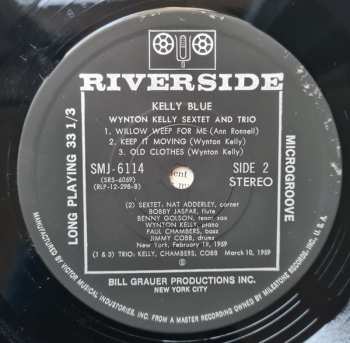 RIVERSIDE
KELLY BLUE
WYNTON KELLY SEXTET AND TRIO
1. WILLOW WEEP FOR ME (Ann Ronnell)
2. KEEP IT MOVING (Wynton Kelly)
3. OLD CLOTHES (Wynton Kelly)
SMJ-6114
SIDE 2
(SRS-6069)
(RLP-12-298-B)
STEREO
LONG PLAYING 33 1/3
MICROGROOVE
(2) SEXTET: NAT ADDERLEY, cornet
BOBBY JASPAR, flute
BENNY GOLSON, tenor sax
WYNTON KELLY, piano
PAUL CHAMBERS, bass
JIMMY COBB, drums
New York, February 19, 1959
(1 & 3) TRIO: KELLY, CHAMBERS, COBB March 10, 1959
BILL GRAUER PRODUCTIONS INC.
NEW YORK CITY
MANUFACTURED BY VICTOR MUSICAL INDUSTORIES, INC. FROM A MASTER RECORDING OWNED BY MILESTONE RECORDS, INC.